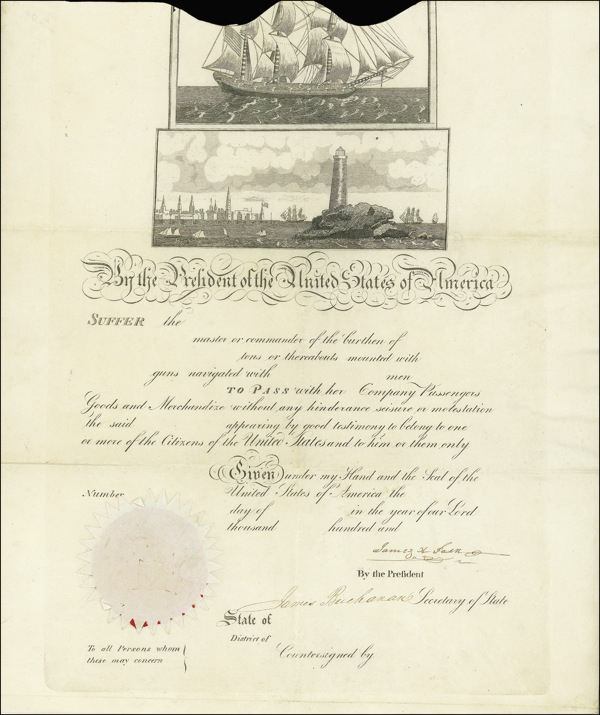 By the President of the United States of America
SUFFER the
master or commander of the burthen of
tons or thereabouts mounted with
guns navigated with men
TO PASS with her Company Passengers
Goods and Merchandize without any hinderance seisure or molestation
the said appearing by good testimony to belong to one
or more of the Citizens of the United States and to him or them only
Given under my Hand and the Seal of the
Number United States of America the
day of in the year of our Lord
thousand hundred and
James K Polk
By the President
James Buchanan Secretary of State
State of
District of
To all Persons whom
these may concern
Countersigned by